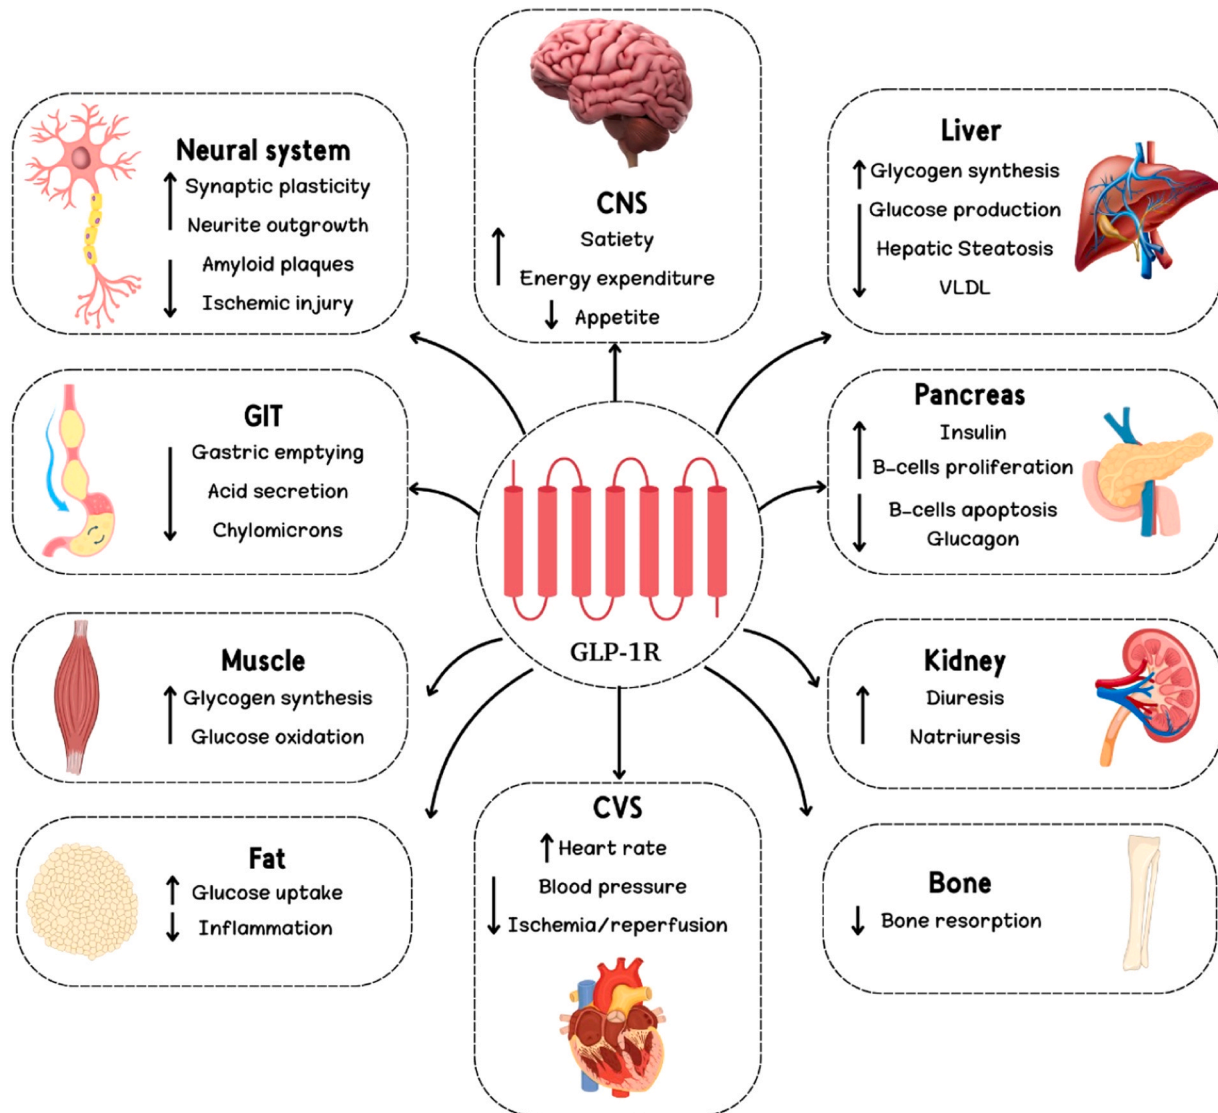 Neural system
Synaptic plasticity
Neurite outgrowth
Amyloid plaques
Ischemic injury
CNS
Satiety
Energy expenditure
Appetite
Liver
Glycogen synthesis
Glucose production
Hepatic Steatosis
VLDL
GIT
Gastric emptying
Acid secretion
Chylomicrons
GLP-1R
Pancreas
Insulin
B-cells proliferation
B-cells apoptosis
Glucagon
Muscle
Glycogen synthesis
Glucose oxidation
Kidney
Diuresis
Natriuresis
Fat
Glucose uptake
Inflammation
CVS
Heart rate
Blood pressure
Ischemia/reperfusion
Bone
Bone resorption